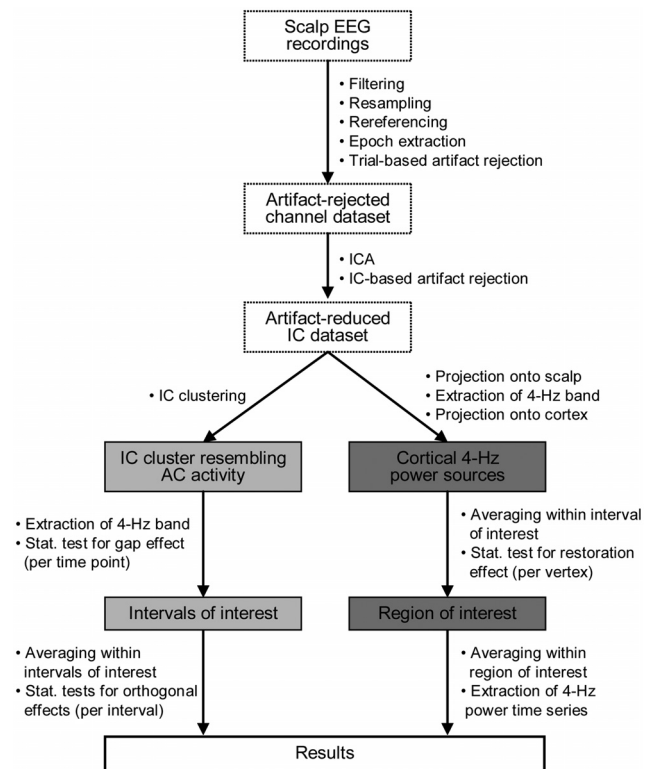 Scalp EEG
recordings
• Filtering
• Resampling
• Rereferencing
• Epoch extraction
• Trial-based artifact rejection
Artifact-rejected
channel dataset
• ICA
• IC-based artifact rejection
Artifact-reduced
IC dataset
• IC clustering
• Projection onto scalp
• Extraction of 4-Hz band
• Projection onto cortex
IC cluster resembling
AC activity
Cortical 4-Hz
power sources
• Extraction of 4-Hz band
• Stat. test for gap effect
(per time point)
• Averaging within interval
of interest
• Stat. test for restoration
effect (per vertex)
Intervals of interest
Region of interest
• Averaging within
intervals of interest
• Stat. tests for orthogonal
effects (per interval)
• Averaging within
region of interest
• Extraction of 4-Hz
power time series
Results